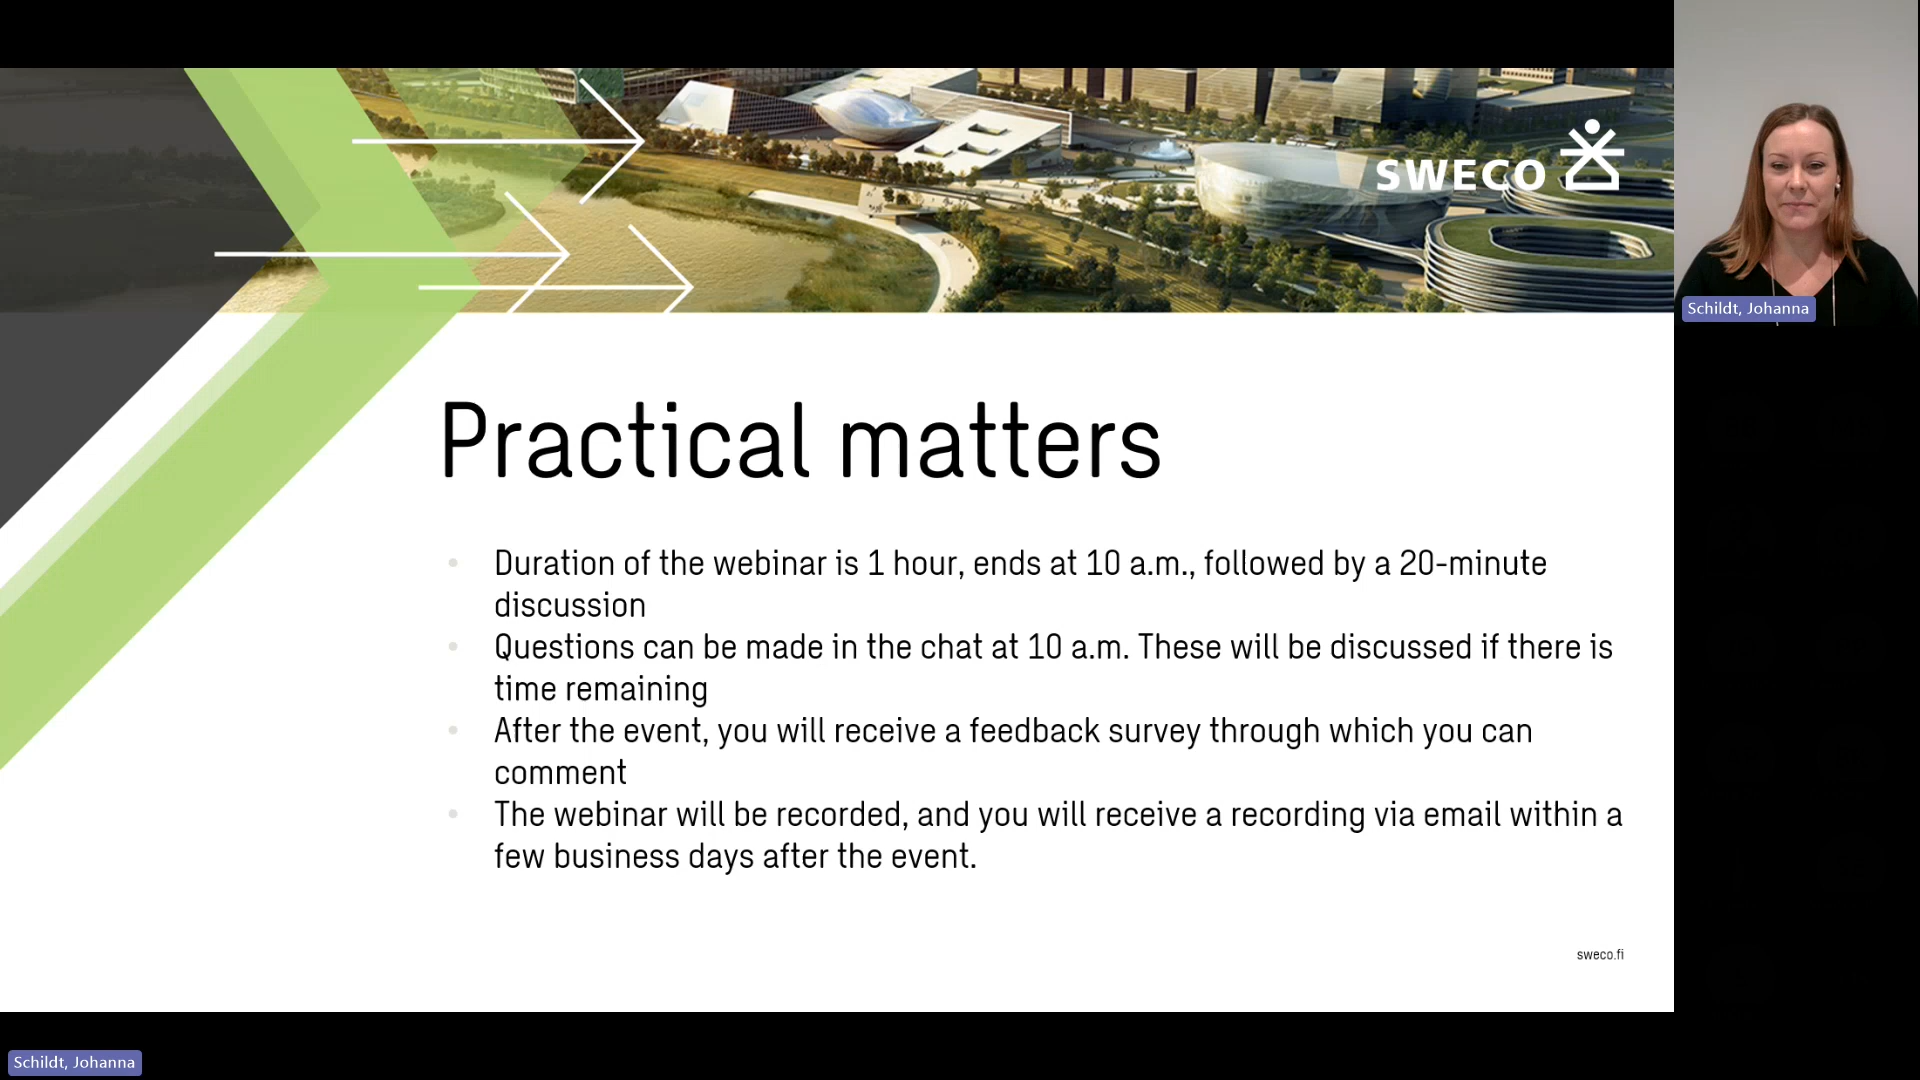 SWECO
Schildt, Johanna
Practical matters
Duration of the webinar is 1 hour, ends at 10 a.m., followed by a 20-minute
discussion
Questions can be made in the chat at 10 a.m. These will be discussed if there is
time remaining
After the event, you will receive a feedback survey through which you can
comment
The webinar will be recorded, and you will receive a recording via email within a
few business days after the event.
sweco.fi
Schildt, Johanna